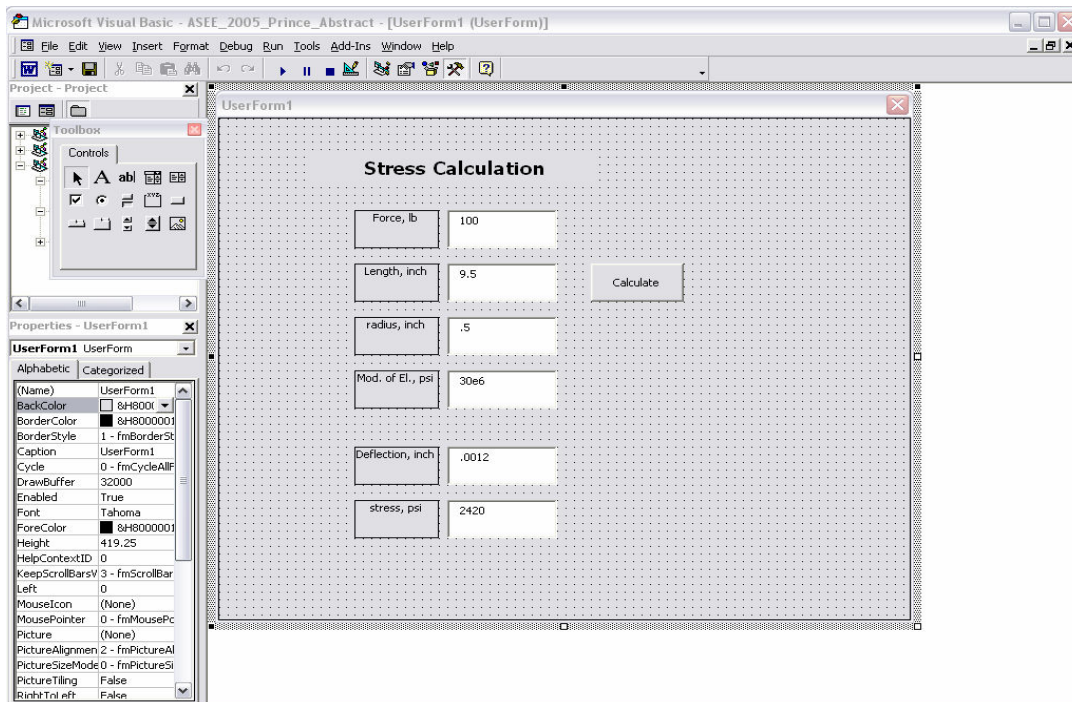 Microsoft Visual Basic - ASEE_2005_Prince_Abstract - [UserForm1 (UserForm)]
File Edit View Insert Format Debug Run Tools Add-Ins Window Help
Project - Project
Toolbox
Controls
A abl
xyz
Properties - UserForm1
UserForm1 UserForm
Alphabetic Categorized
(Name) UserForm1
BackColor &H800(
BorderColor &H8000001
BorderStyle 1 - fmBorderSt
Caption UserForm1
Cycle 0 - fmCycleAllF
DrawBuffer 32000
Enabled True
Font Tahoma
ForeColor &H8000001
Height 419.25
HelpContextID 0
KeepScrollBarsV 3 - fmScrollBar
Left 0
MouseIcon (None)
MousePointer 0 - fmMousePo
Picture (None)
PictureAlignmen 2 - fmPictureAl
PictureSizeMode 0 - fmPictureSi
PictureTiling False
RightToLeft False
UserForm1
Stress Calculation
Force, lb 100
Length, inch 9.5
Calculate
radius, inch .5
Mod. of El., psi 30e6
Deflection, inch .0012
stress, psi 2420